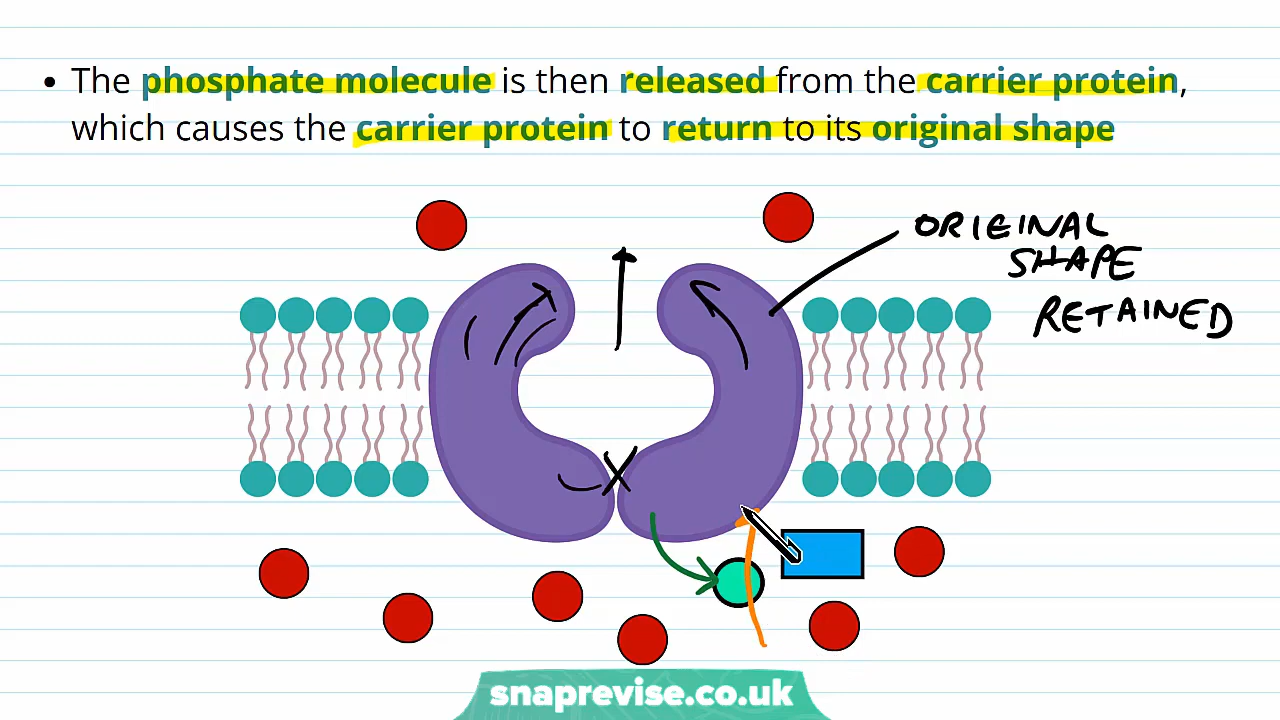 • The phosphate molecule is then released from the carrier protein,
which causes the carrier protein to return to its original shape
ORIGINAL
SHAPE
RETAINED
snaprevise.co.uk